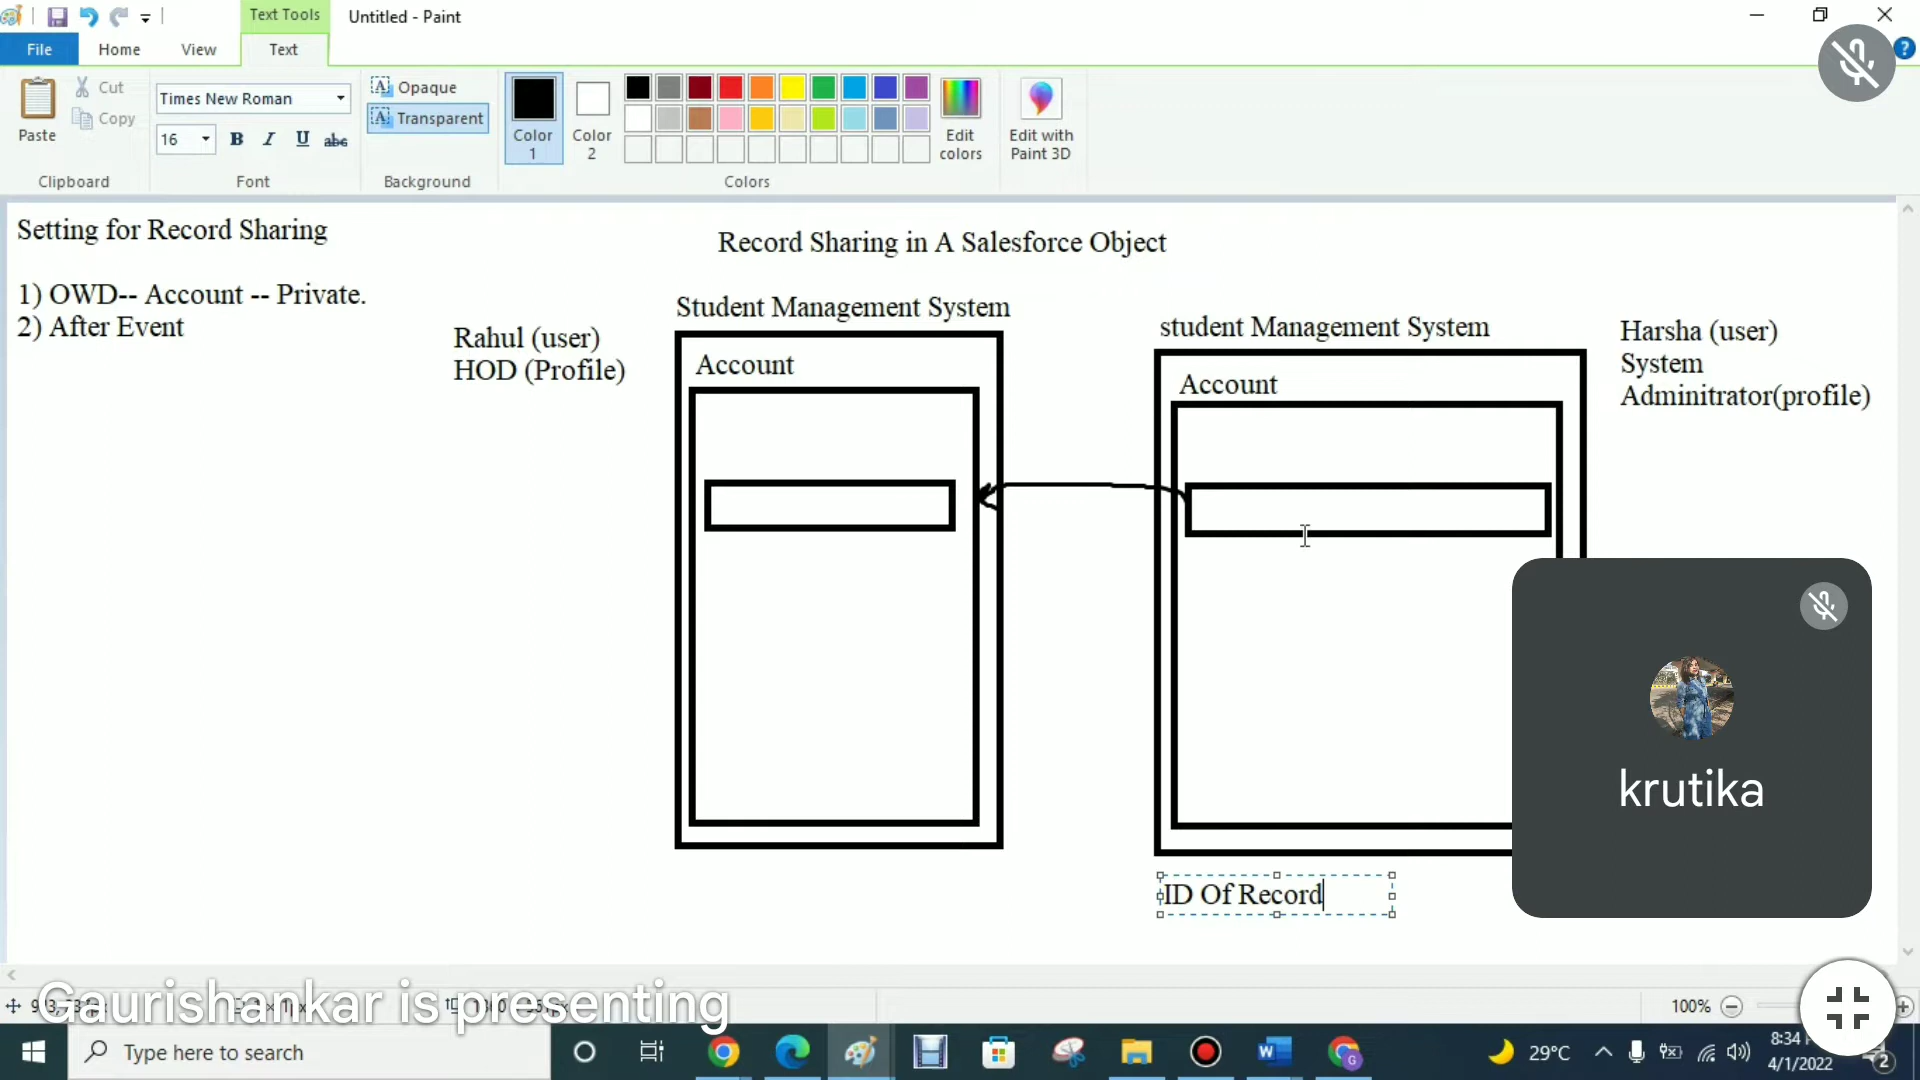 Text Tools
Untitled - Paint
File
Home
View
Text
Paste
Cut
Copy
Clipboard
Times New Roman
16
B I U abc
Font
Opaque
Transparent
Background
Color 1
Color 2
Edit colors
Colors
Edit with Paint 3D
Setting for Record Sharing
1) OWD-- Account -- Private.
2) After Event
Record Sharing in A Salesforce Object
Rahul (user)
HOD (Profile)
Student Management System
Account
student Management System
Account
Harsha (user)
System
Adminitrator(profile)
krutika
ID Of Record
Gaurishankar is presenting
100%
Type here to search
29°C
8:34
4/1/2022
2